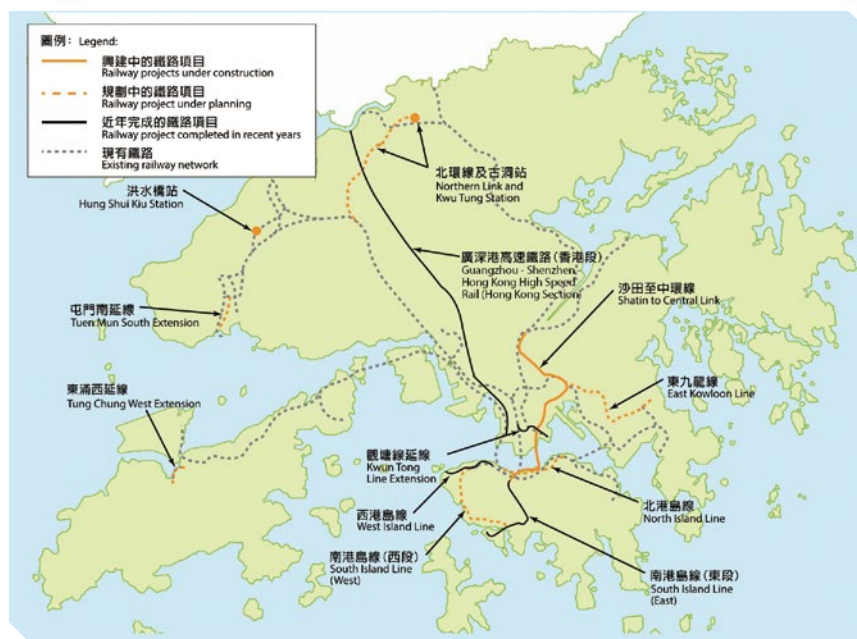 圖例： Legend:
興建中的鐵路項目
Railway projects under construction
規劃中的鐵路項目
Railway project under planning
近年完成的鐵路項目
Railway project completed in recent years
現有鐵路
Existing railway network
洪水橋站
Hung Shui Kiu Station
北環線及古洞站
Northern Link and
Kwu Tung Station
廣深港高速鐵路（香港段）
Guangzhou - Shenzhen
Hong Kong High Speed
Rail (Hong Kong Section)
沙田至中環線
Shatin to Central Link
屯門南延線
Tuen Mun South Extension
東九龍線
East Kowloon Line
東涌西延線
Tung Chung West Extension
觀塘線延線
Kwun Tong
Line Extension
西港島線
West Island Line
北港島線
North Island Line
南港島線（西段）
South Island Line
(West)
南港島線（東段）
South Island Line
(East)